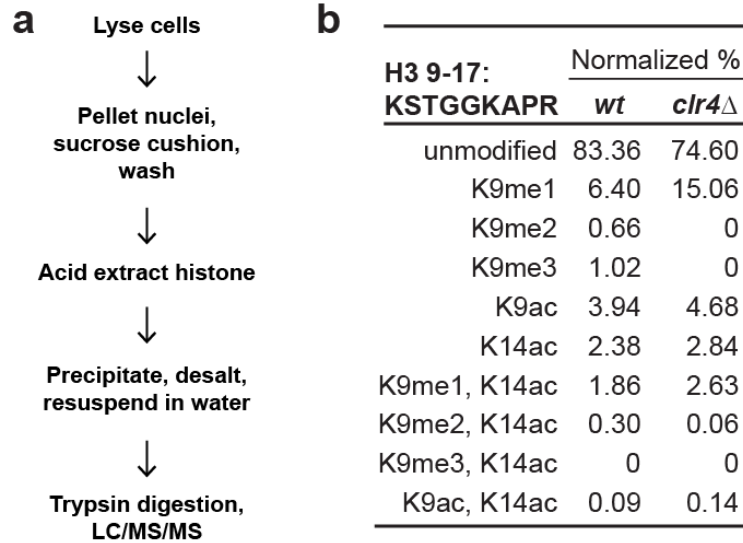 a
Lyse cells
Pellet nuclei,
sucrose cushion,
wash
Acid extract histone
Precipitate, desalt,
resuspend in water
Trypsin digestion,
LC/MS/MS
b
Normalized %
H3 9-17:
KSTGGKAPR wt clr4Δ
unmodified 83.36 74.60
K9me1 6.40 15.06
K9me2 0.66 0
K9me3 1.02 0
K9ac 3.94 4.68
K14ac 2.38 2.84
K9me1, K14ac 1.86 2.63
K9me2, K14ac 0.30 0.06
K9me3, K14ac 0 0
K9ac, K14ac 0.09 0.14